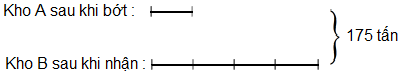 Kho A sau khi bớt :
175 tấn
Kho B sau khi nhận :